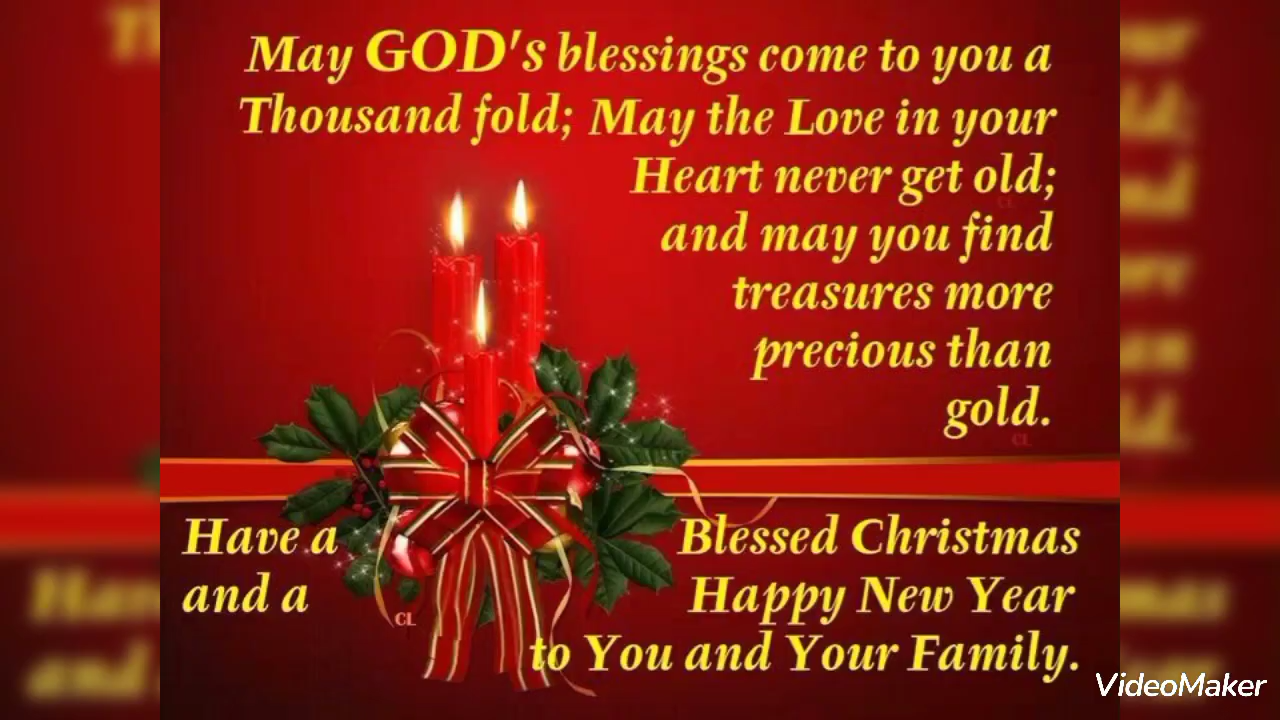 May GOD's blessings come to you a
Thousand fold; May the Love in your
Heart never get old;
and may you find
treasures more
precious than
gold.
CL
Have a Blessed Christmas
and a Happy New Year
CL
to You and Your Family.
VideoMaker